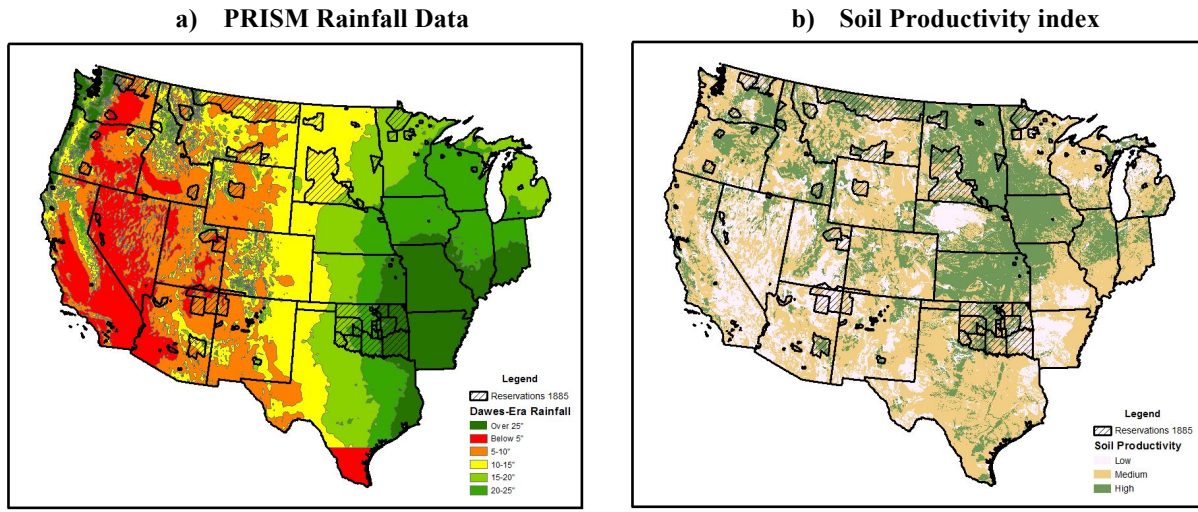 a) PRISM Rainfall Data
b) Soil Productivity index
Legend
Reservations 1885
Dawes-Era Rainfall
Over 25"
Below 5"
5-10"
10-15"
15-20"
20-25"
Legend
Reservations 1885
Soil Productivity
Low
Medium
High